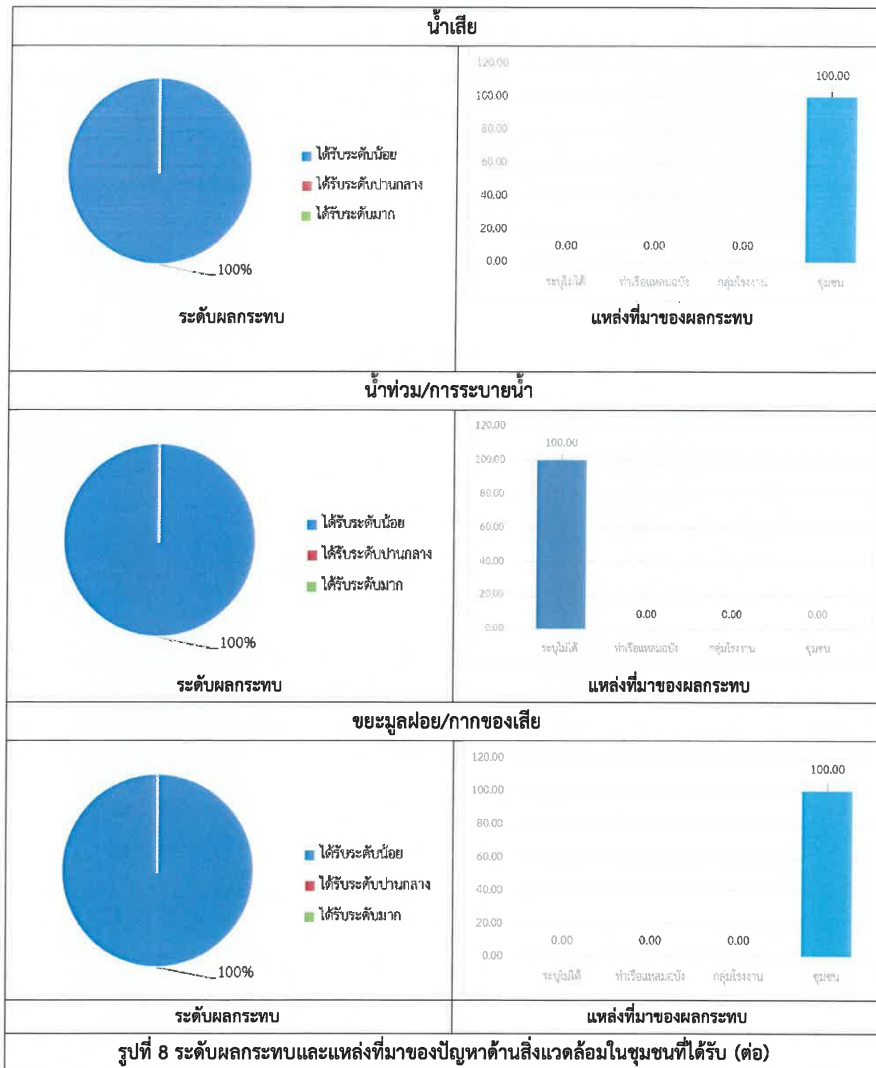 น้ำเสีย
ได้รับระดับน้อย
ได้รับระดับปานกลาง
ได้รับระดับมาก
100%
ระดับผลกระทบ
120.00
100.00
80.00
60.00
40.00
20.00
0.00
0.00
0.00
0.00
100.00
ระบุไม่ได้
ท่าเรือแหลมฉบัง
กลุ่มโรงงาน
ชุมชน
แหล่งที่มาของผลกระทบ
น้ำท่วม/การระบายน้ำ
ได้รับระดับน้อย
ได้รับระดับปานกลาง
ได้รับระดับมาก
100%
ระดับผลกระทบ
120.00
100.00
80.00
60.00
40.00
20.00
0.00
100.00
0.00
0.00
0.00
ระบุไม่ได้
ท่าเรือแหลมฉบัง
กลุ่มโรงงาน
ชุมชน
แหล่งที่มาของผลกระทบ
ขยะมูลฝอย/กากของเสีย
ได้รับระดับน้อย
ได้รับระดับปานกลาง
ได้รับระดับมาก
100%
ระดับผลกระทบ
120.00
100.00
80.00
60.00
40.00
20.00
0.00
0.00
0.00
0.00
100.00
ระบุไม่ได้
ท่าเรือแหลมฉบัง
กลุ่มโรงงาน
ชุมชน
แหล่งที่มาของผลกระทบ
รูปที่ 8 ระดับผลกระทบและแหล่งที่มาของปัญหาด้านสิ่งแวดล้อมในชุมชนที่ได้รับ (ต่อ)